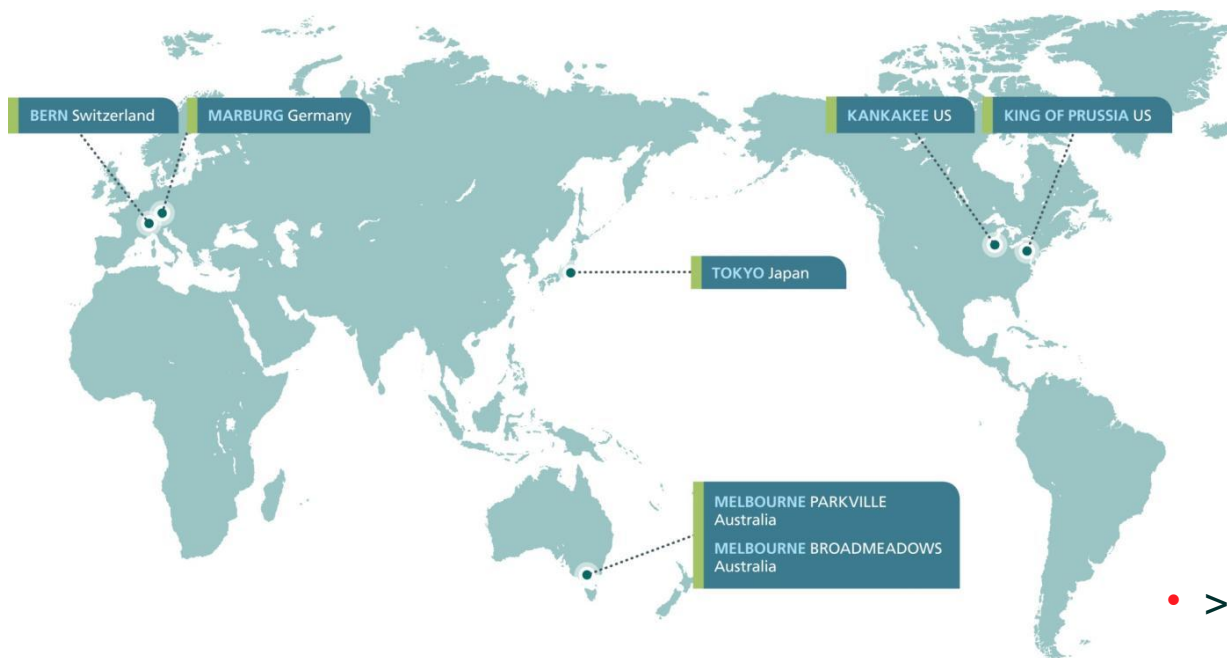 BERN Switzerland
MARBURG Germany
KANKAKEE US
KING OF PRUSSIA US
TOKYO Japan
MELBOURNE PARKVILLE
Australia
MELBOURNE BROADMEADOWS
Australia
• >